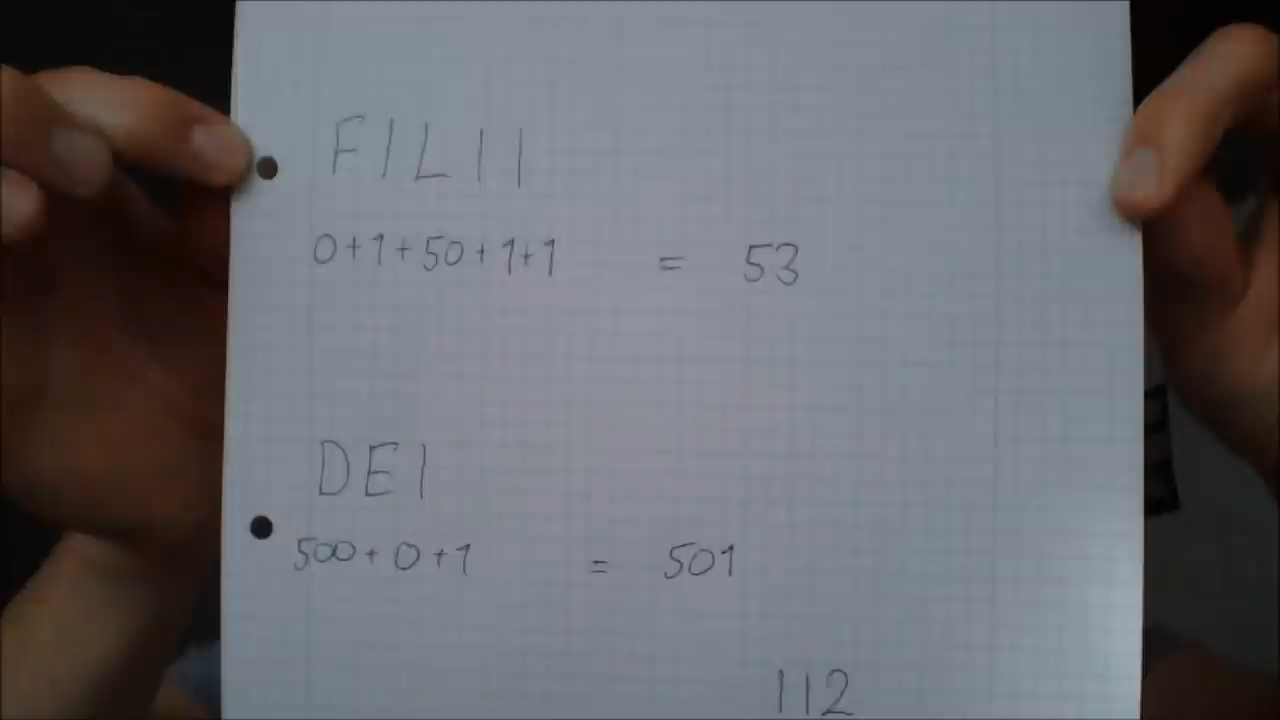 FILII
0+1+50+1+1 = 53
DEI
500+0+1 = 501
112